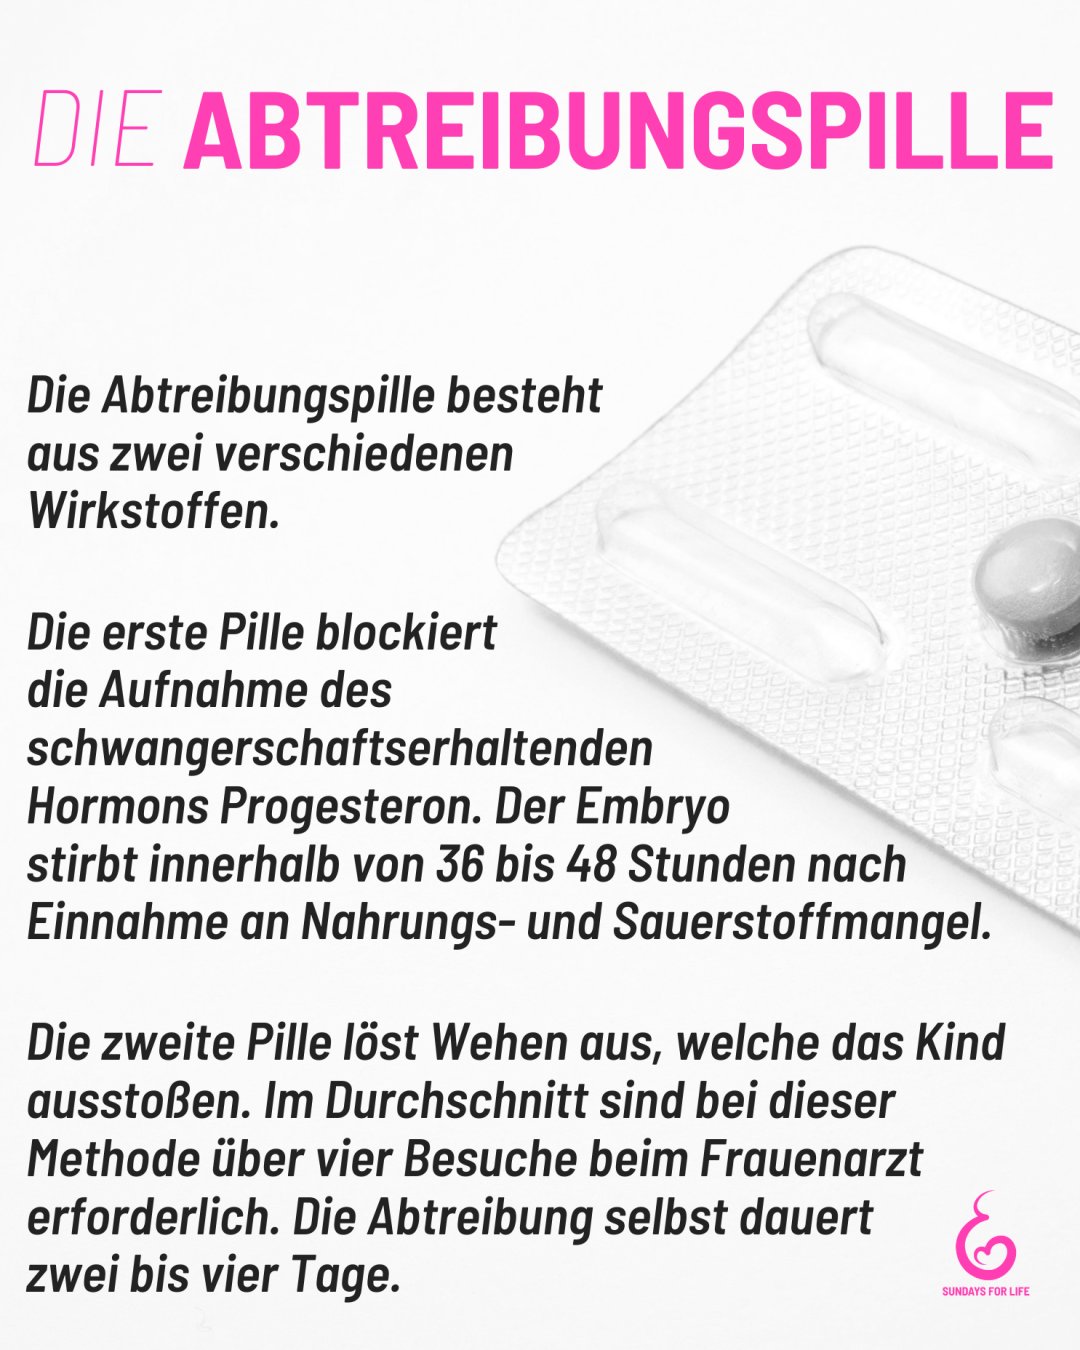 DIE ABTREIBUNGSPILLE
Die Abtreibungspille besteht
aus zwei verschiedenen
Wirkstoffen.
Die erste Pille blockiert
die Aufnahme des
schwangerschaftserhaltenden
Hormons Progesteron. Der Embryo
stirbt innerhalb von 36 bis 48 Stunden nach
Einnahme an Nahrungs- und Sauerstoffmangel.
Die zweite Pille löst Wehen aus, welche das Kind
ausstoßen. Im Durchschnitt sind bei dieser
Methode über vier Besuche beim Frauenarzt
erforderlich. Die Abtreibung selbst dauert
zwei bis vier Tage.
SUNDAYS FOR LIFE